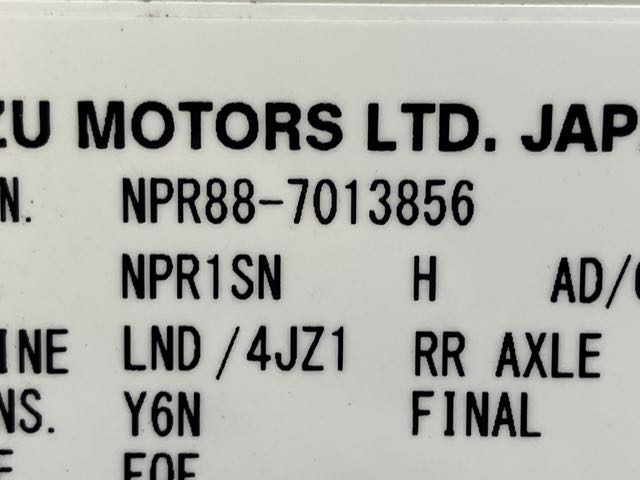 ZU MOTORS LTD. JAP
N. NPR88-7013856
NPR1SN H AD/
INE LND/4JZ1 RR AXLE
NS. Y6N FINAL